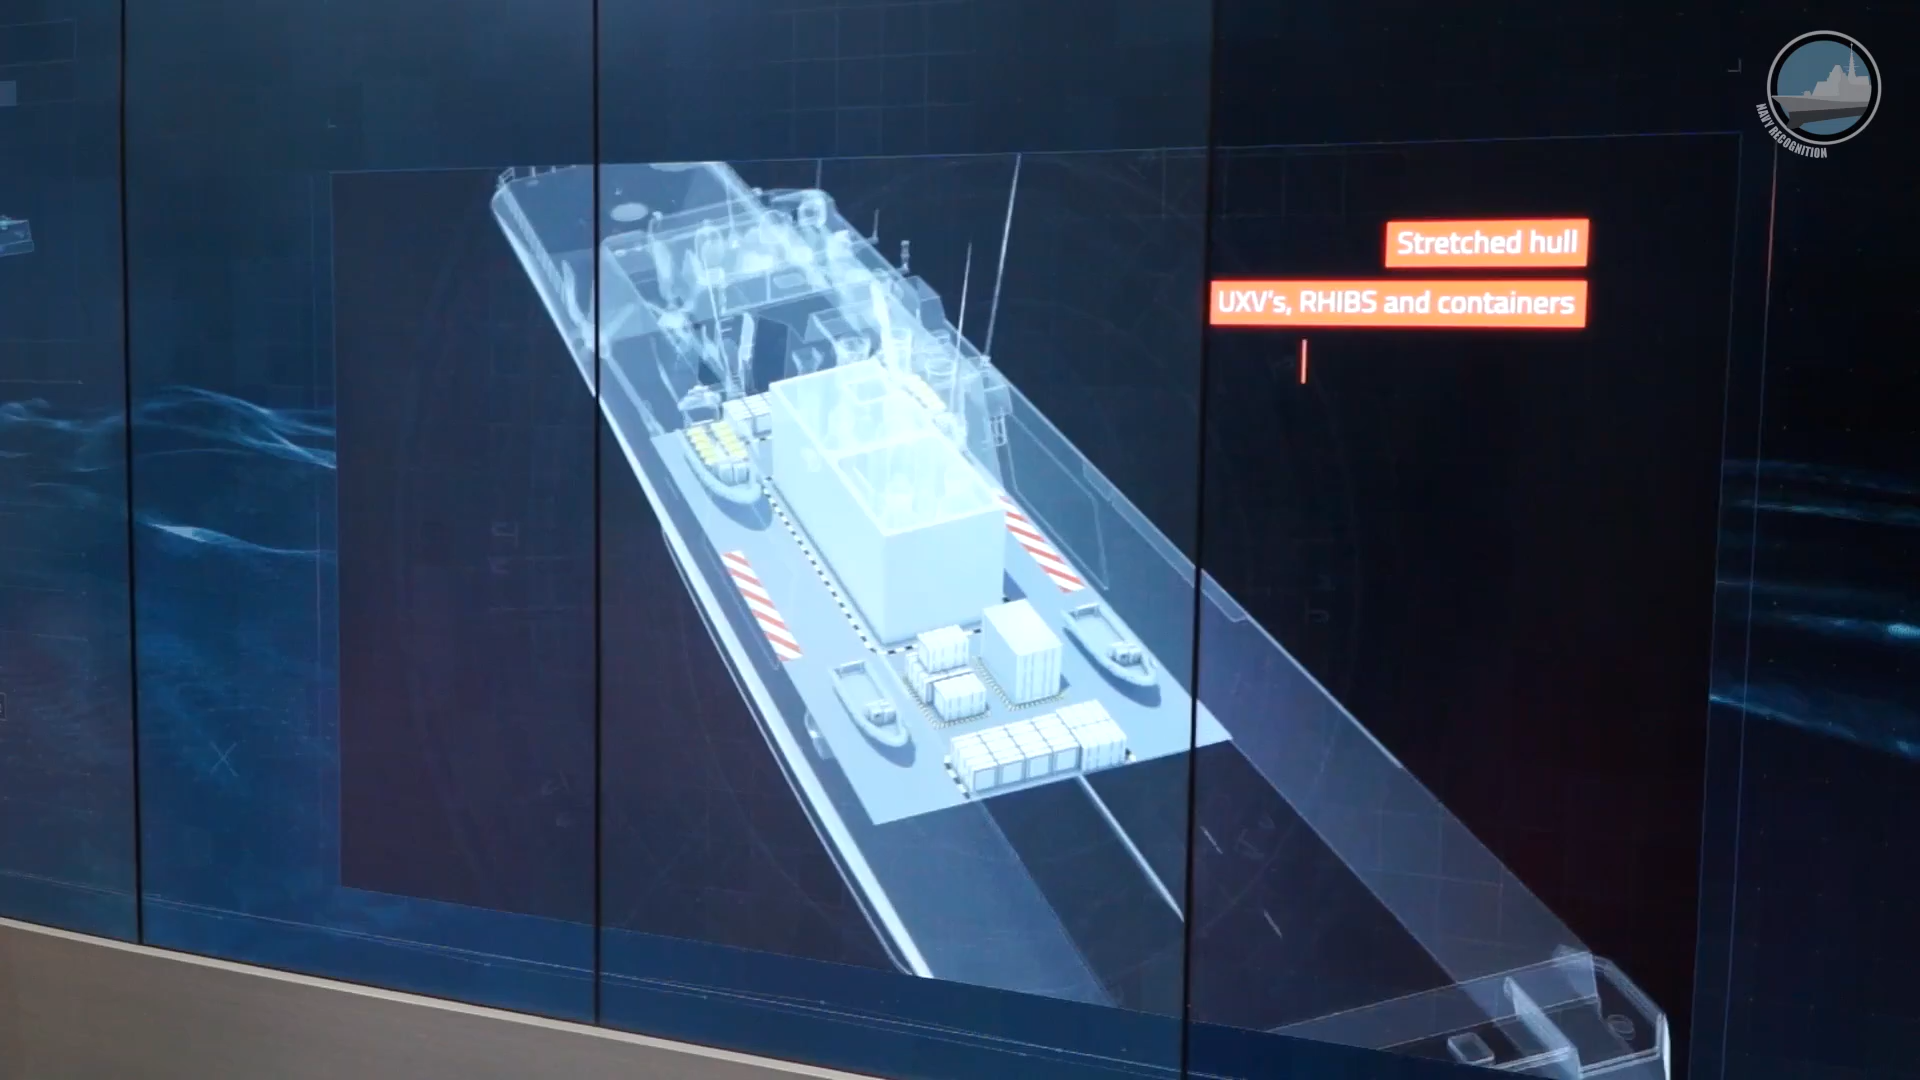 Stretched hull
UXV's, RHIBS and containers
NAVY RECOGNITION